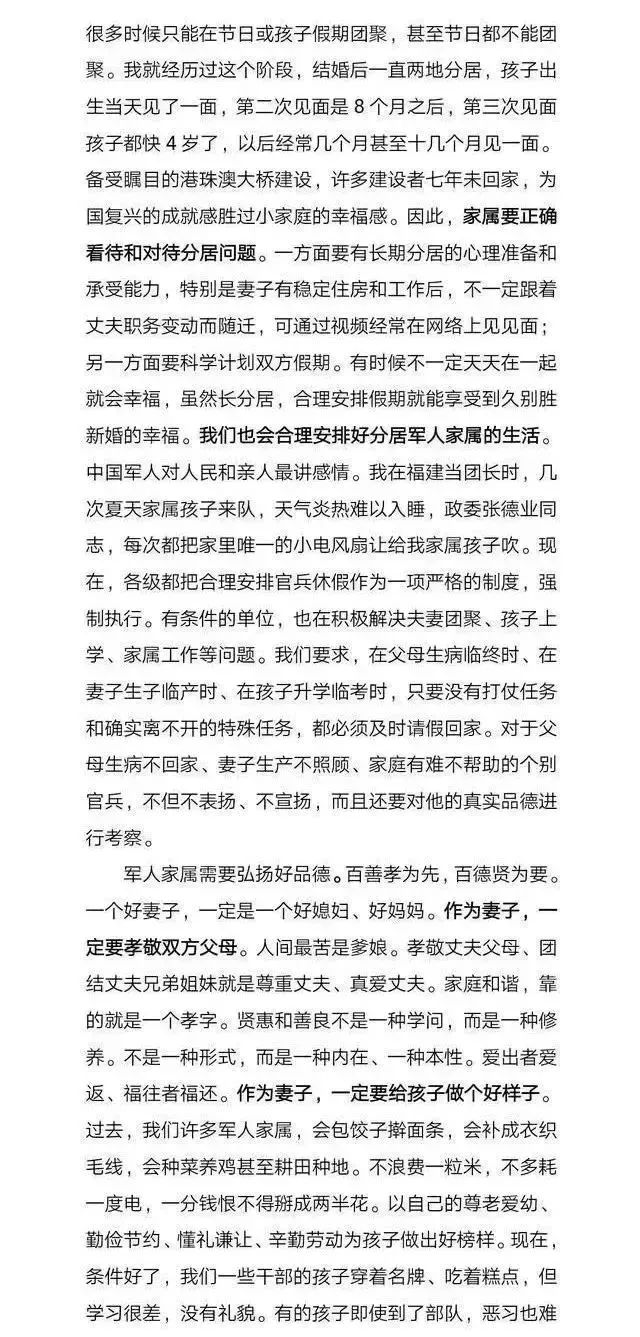 很多时候只能在节日或孩子假期团聚，甚至节日都不能团
聚。我就经历过这个阶段，结婚后一直两地分居，孩子出
生当天见了一面，第二次见面是 8 个月之后，第三次见面
孩子都快 4 岁了，以后经常几个月甚至十几个月见一面。
备受瞩目的港珠澳大桥建设，许多建设者七年未回家，为
国复兴的成就感胜过小家庭的幸福感。因此，家属要正确
看待和对待分居问题。一方面要有长期分居的心理准备和
承受能力，特别是妻子有稳定住房和工作后，不一定跟着
丈夫职务变动而随迁，可通过视频经常在网络上见见面；
另一方面要科学计划双方假期。有时候不一定天天在一起
就会幸福，虽然长分居，合理安排假期就能享受到久别胜
新婚的幸福。我们也会合理安排好分居军人家属的生活。
中国军人对人民和亲人最讲感情。我在福建当团长时，几
次夏天家属孩子来队，天气炎热难以入睡，政委张德业同
志，每次都把家里唯一的小电风扇让给我家属孩子吹。现
在，各级都把合理安排官兵休假作为一项严格的制度，强
制执行。有条件的单位，也在积极解决夫妻团聚、孩子上
学、家属工作等问题。我们要求，在父母生病临终时、在
妻子生子临产时、在孩子升学临考时，只要没有打仗任务
和确实离不开的特殊任务，都必须及时请假回家。对于父
母生病不回家、妻子生产不照顾、家庭有难不帮助的个别
官兵，不但不表扬、不宣扬，而且还要对他的真实品德进
行考察。
军人家属需要弘扬好品德。百善孝为先，百德贤为要。
一个好妻子，一定是一个好媳妇、好妈妈。作为妻子，一
定要孝敬双方父母。人间最苦是爹娘。孝敬丈夫父母、团
结丈夫兄弟姐妹就是尊重丈夫、真爱丈夫。家庭和谐，靠
的就是一个孝字。贤惠和善良不是一种学问，而是一种修
养。不是一种形式，而是一种内在、一种本性。爱出者爱
返、福往者福还。作为妻子，一定要给孩子做个好样子。
过去，我们许多军人家属，会包饺子擀面条，会补成衣织
毛线，会种菜养鸡甚至耕田种地。不浪费一粒米，不多耗
一度电，一分钱恨不得掰成两半花。以自己的尊老爱幼、
勤俭节约、懂礼谦让、辛勤劳动为孩子做出好榜样。现在，
条件好了，我们一些干部的孩子穿着名牌、吃着糕点，但
学习很差，没有礼貌。有的孩子即使到了部队，恶习也难